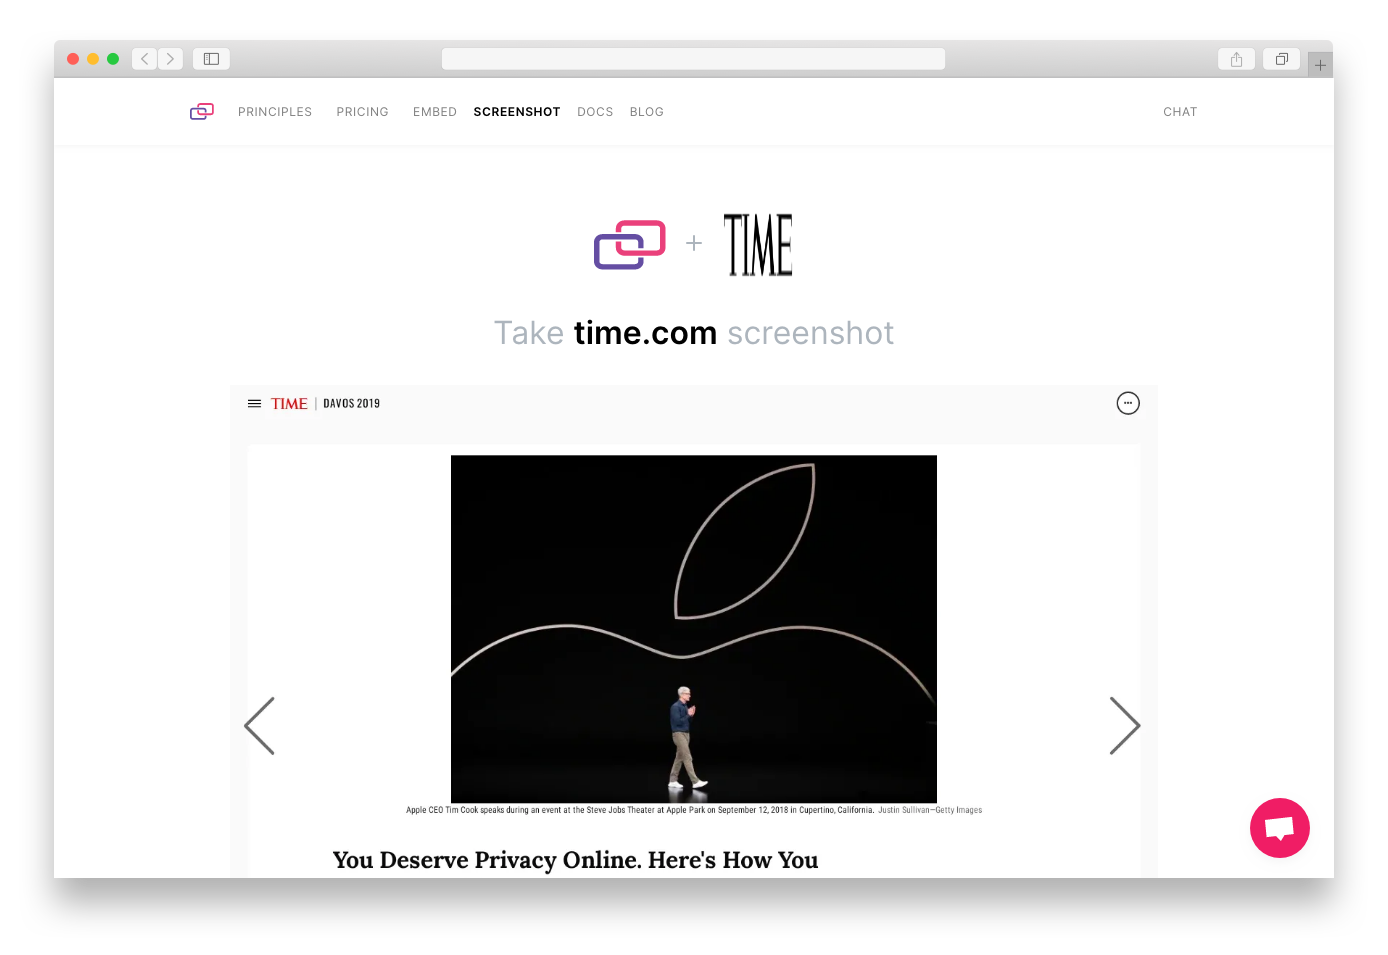 PRINCIPLES PRICING EMBED SCREENSHOT DOCS BLOG CHAT
+ TIME
Take time.com screenshot
TIME | DAVOS 2019
Apple CEO Tim Cook speaks during an event at the Steve Jobs Theater at Apple Park on September 12, 2018 in Cupertino, California. Justin Sullivan—Getty Images
You Deserve Privacy Online. Here's How You